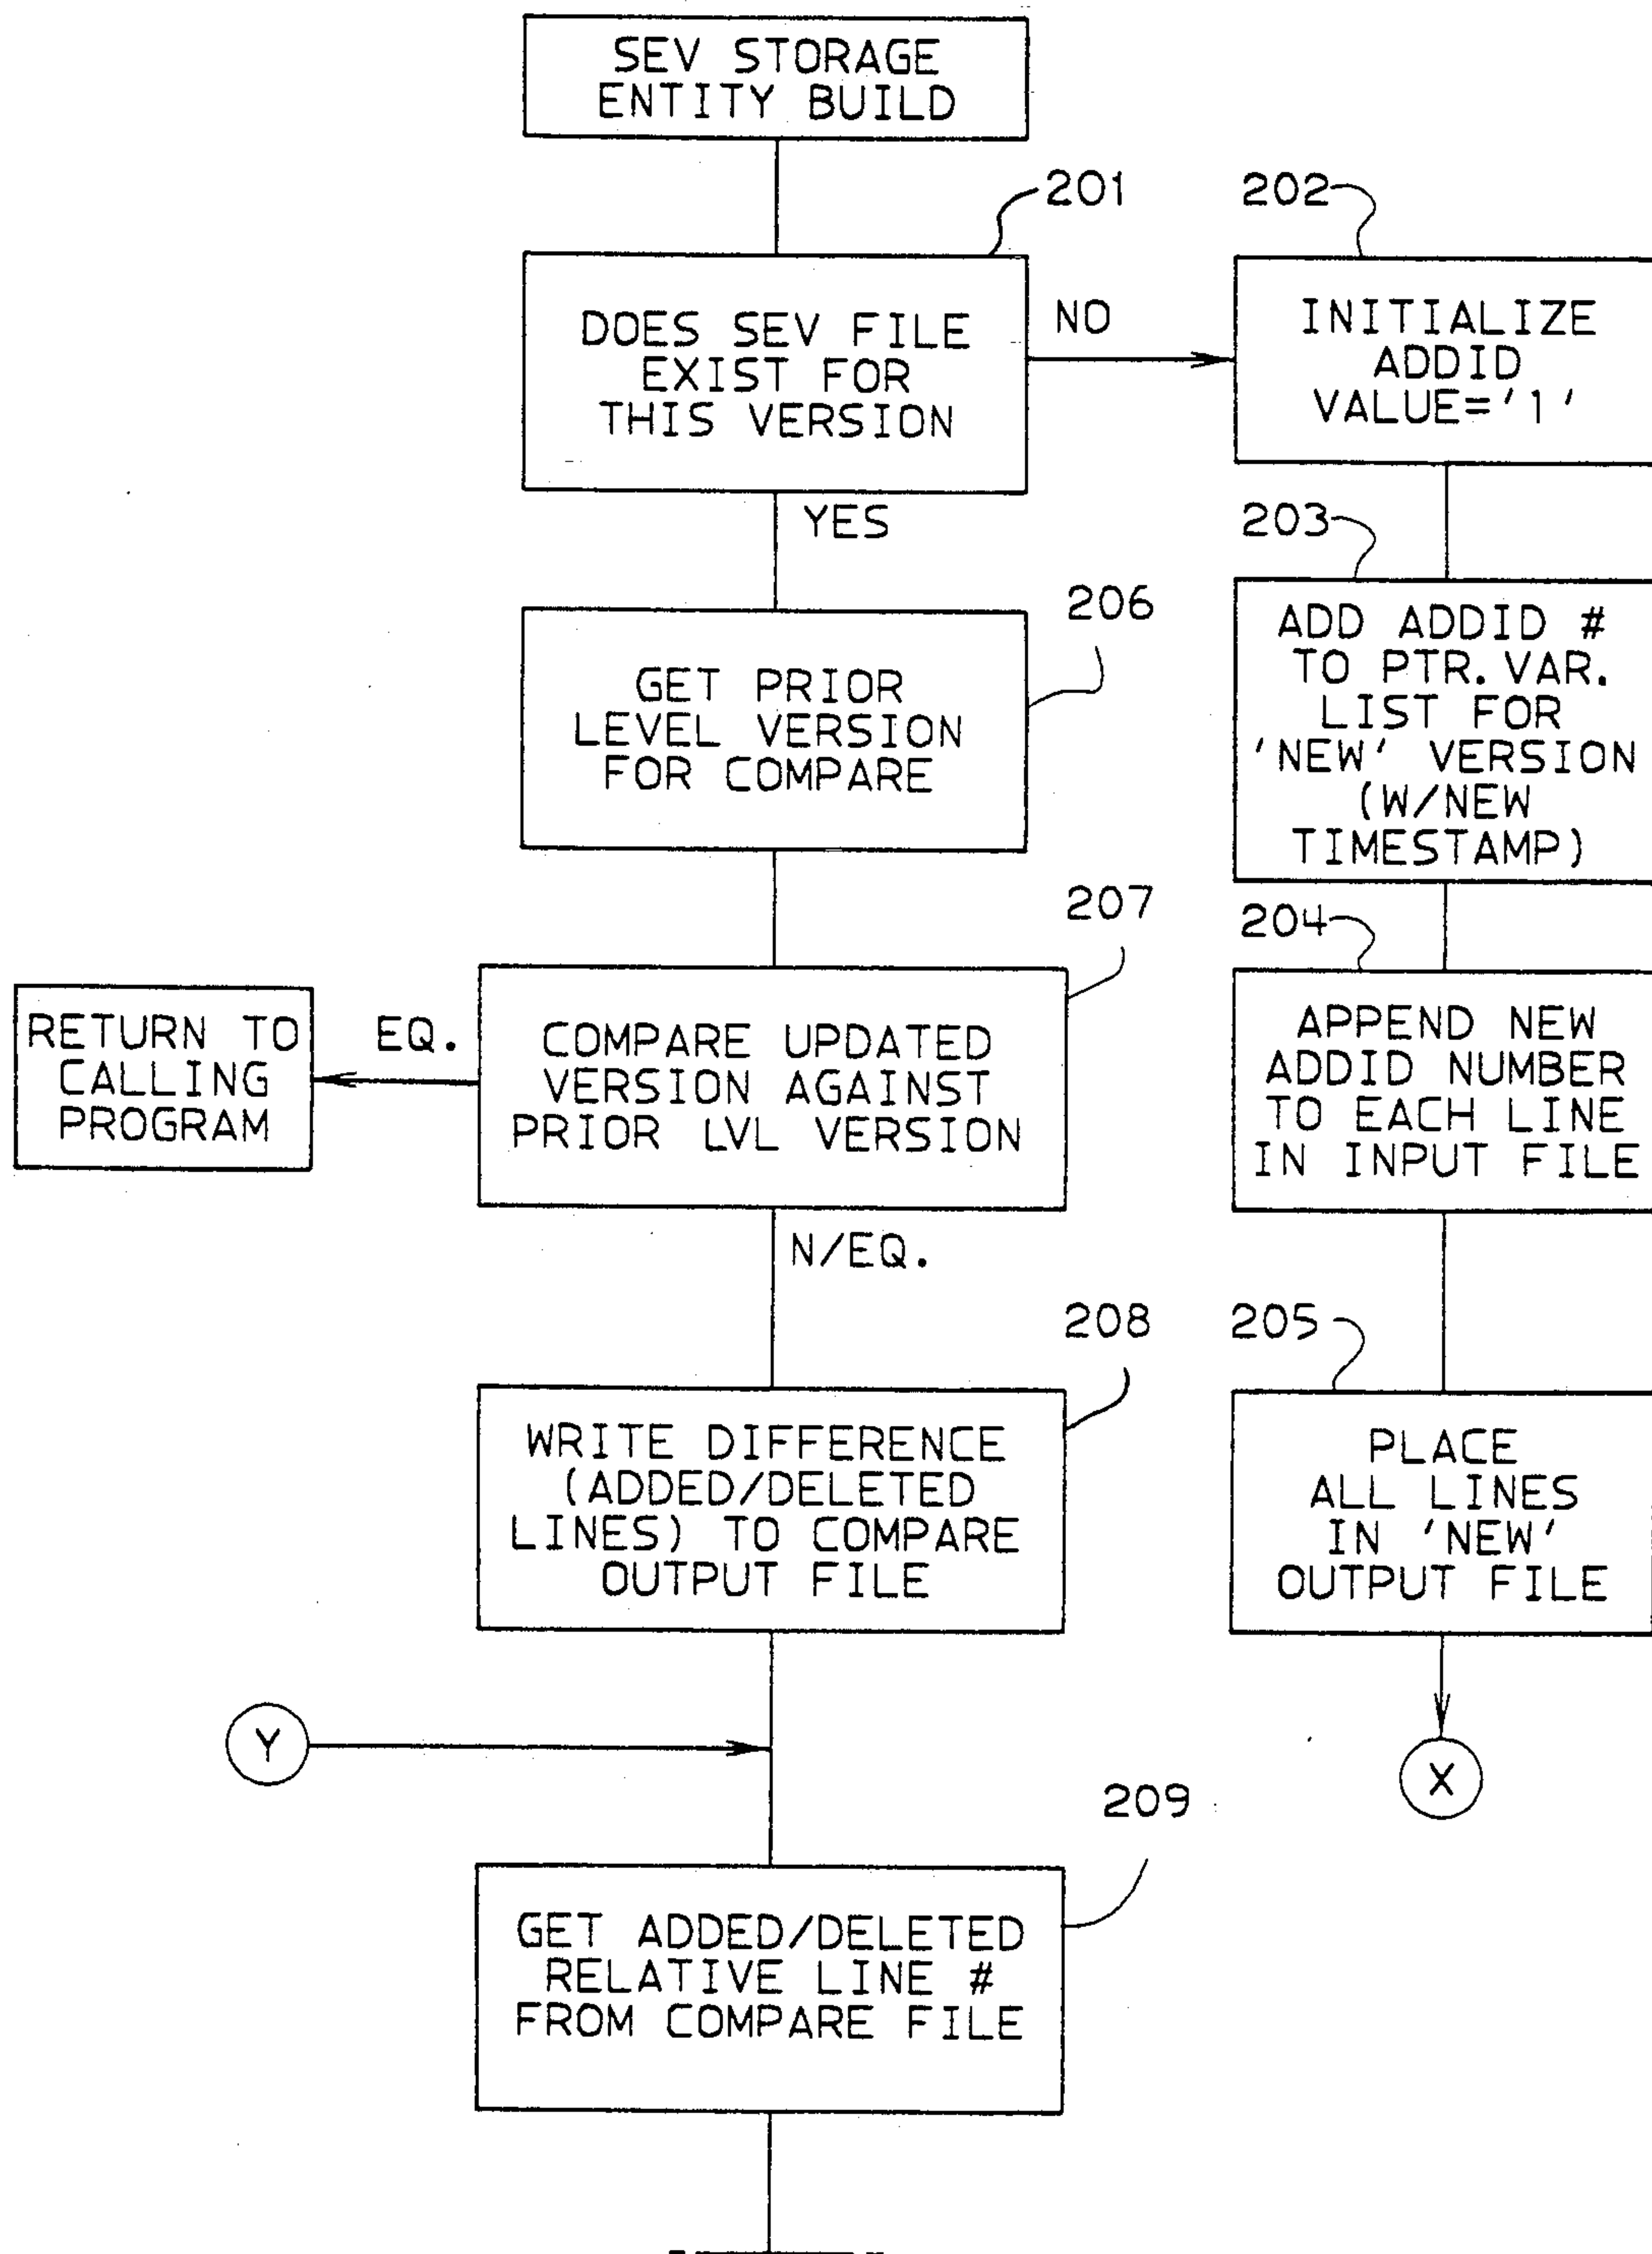 SEV STORAGE
ENTITY BUILD
201
DOES SEV FILE
EXIST FOR
THIS VERSION
NO
YES
202
INITIALIZE
ADDID
VALUE='1'
203
ADD ADDID #
TO PTR.VAR.
LIST FOR
'NEW' VERSION
(W/NEW
TIMESTAMP)
204
APPEND NEW
ADDID NUMBER
TO EACH LINE
IN INPUT FILE
205
PLACE
ALL LINES
IN 'NEW'
OUTPUT FILE
X
206
GET PRIOR
LEVEL VERSION
FOR COMPARE
207
COMPARE UPDATED
VERSION AGAINST
PRIOR LVL VERSION
EQ.
RETURN TO
CALLING
PROGRAM
N/EQ.
208
WRITE DIFFERENCE
(ADDED/DELETED
LINES) TO COMPARE
OUTPUT FILE
Y
209
GET ADDED/DELETED
RELATIVE LINE #
FROM COMPARE FILE